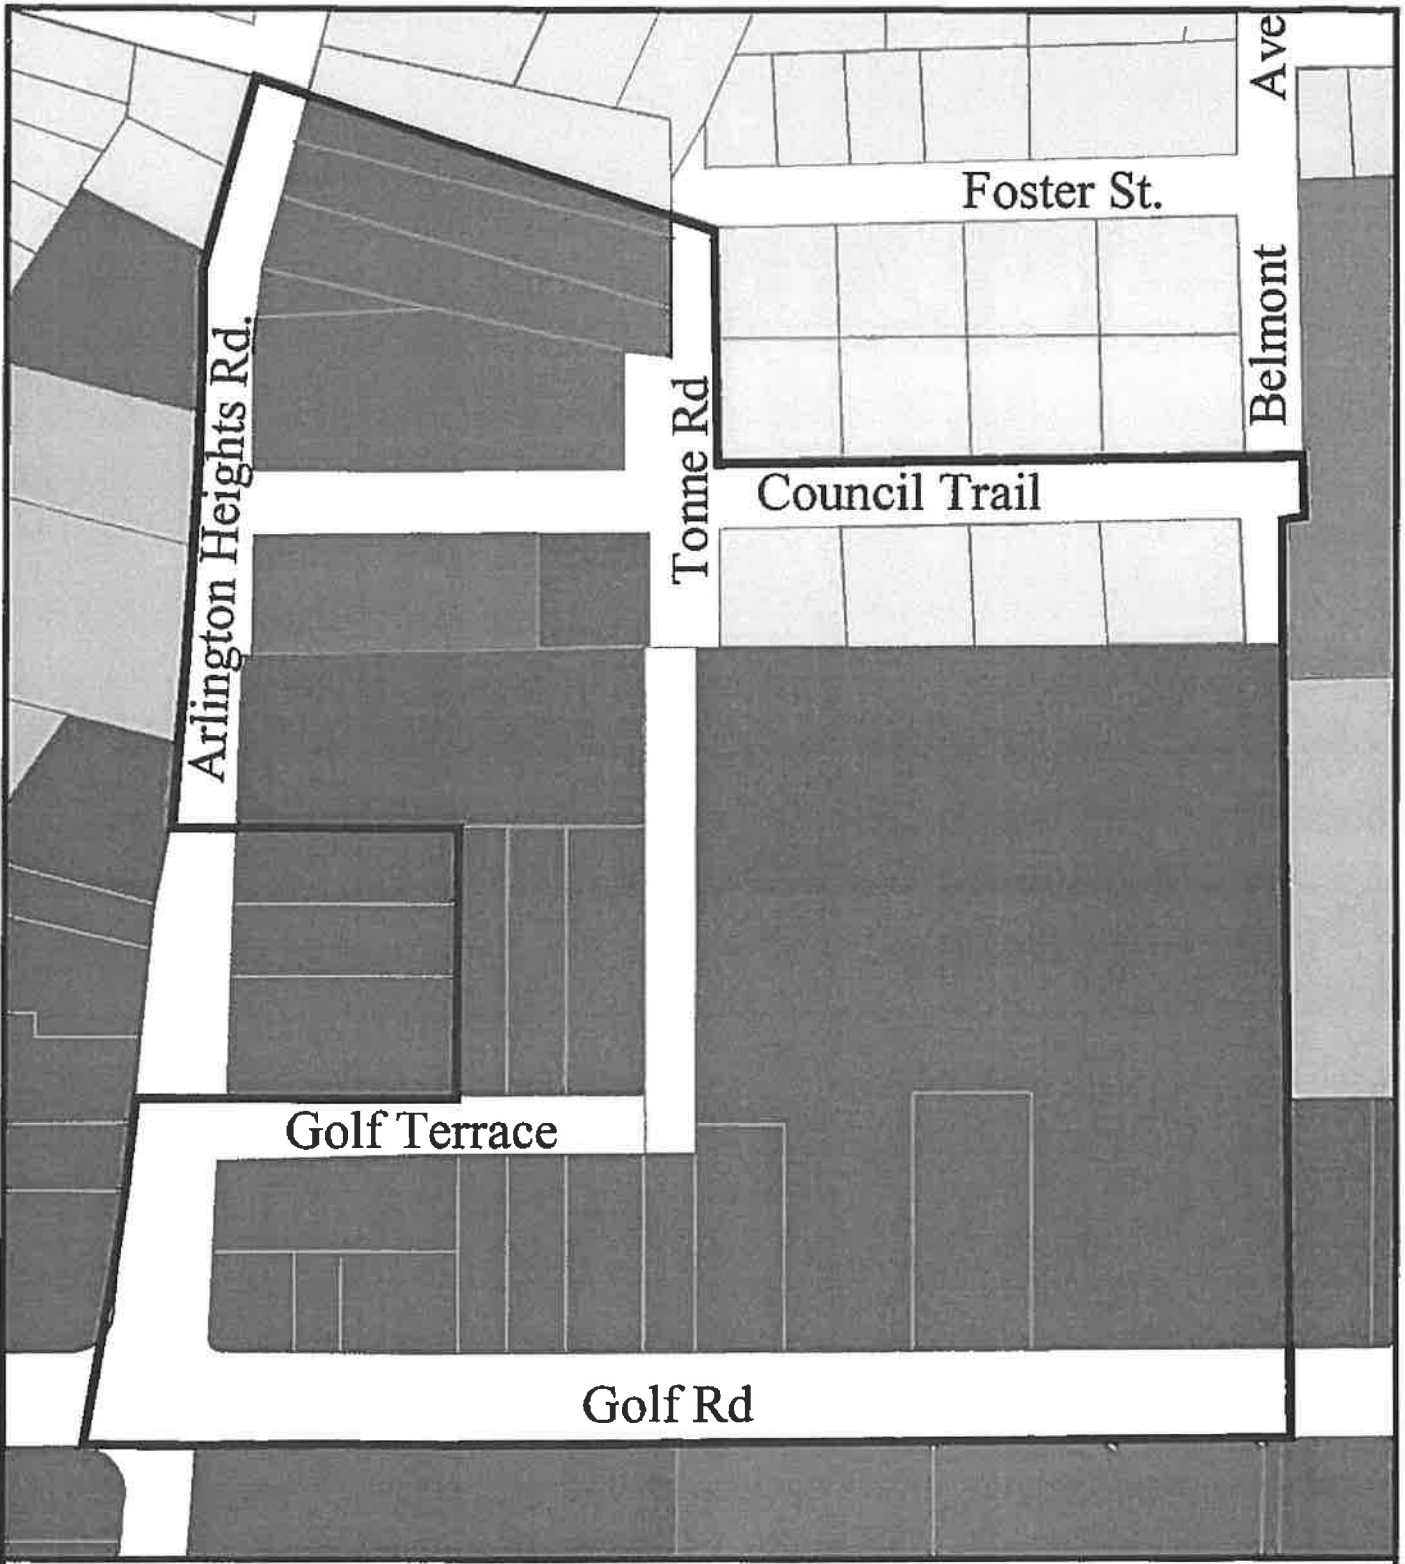 Ave
Foster St.
Belmont
Arlington Heights Rd.
Tonne Rd
Council Trail
Golf Terrace
Golf Rd